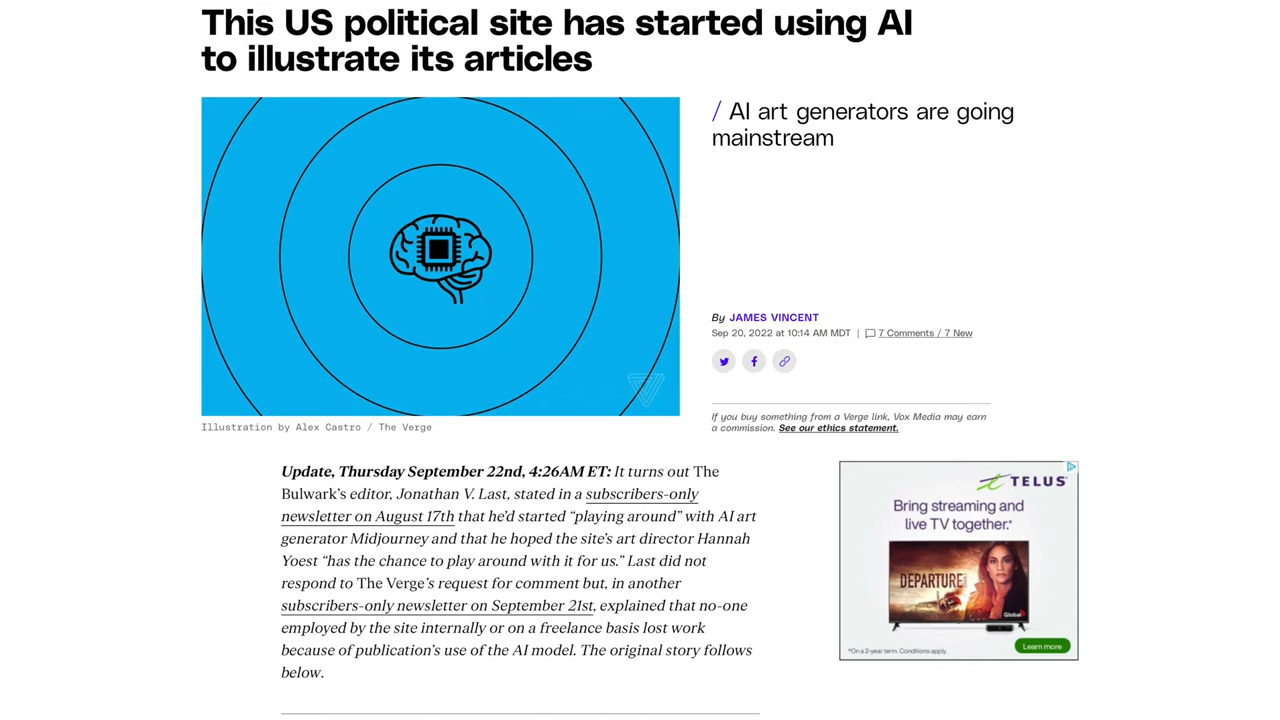 This US political site has started using AI
to illustrate its articles
/ AI art generators are going
mainstream
By JAMES VINCENT
Sep 20, 2022 at 10:14 AM MDT | 7 Comments / 7 New
If you buy something from a Verge link, Vox Media may earn
a commission. See our ethics statement.
Illustration by Alex Castro / The Verge
Update, Thursday September 22nd, 4:26AM ET: It turns out The
Bulwark's editor, Jonathan V. Last, stated in a subscribers-only
newsletter on August 17th that he'd started “playing around” with AI art
generator Midjourney and that he hoped the site's art director Hannah
Yoest “has the chance to play around with it for us.” Last did not
respond to The Verge's request for comment but, in another
subscribers-only newsletter on September 21st, explained that no-one
employed by the site internally or on a freelance basis lost work
because of publication's use of the AI model. The original story follows
below.
TELUS
Bring streaming and
live TV together.*
DEPARTURE
Global
*On a 2-year term. Conditions apply.
Learn more